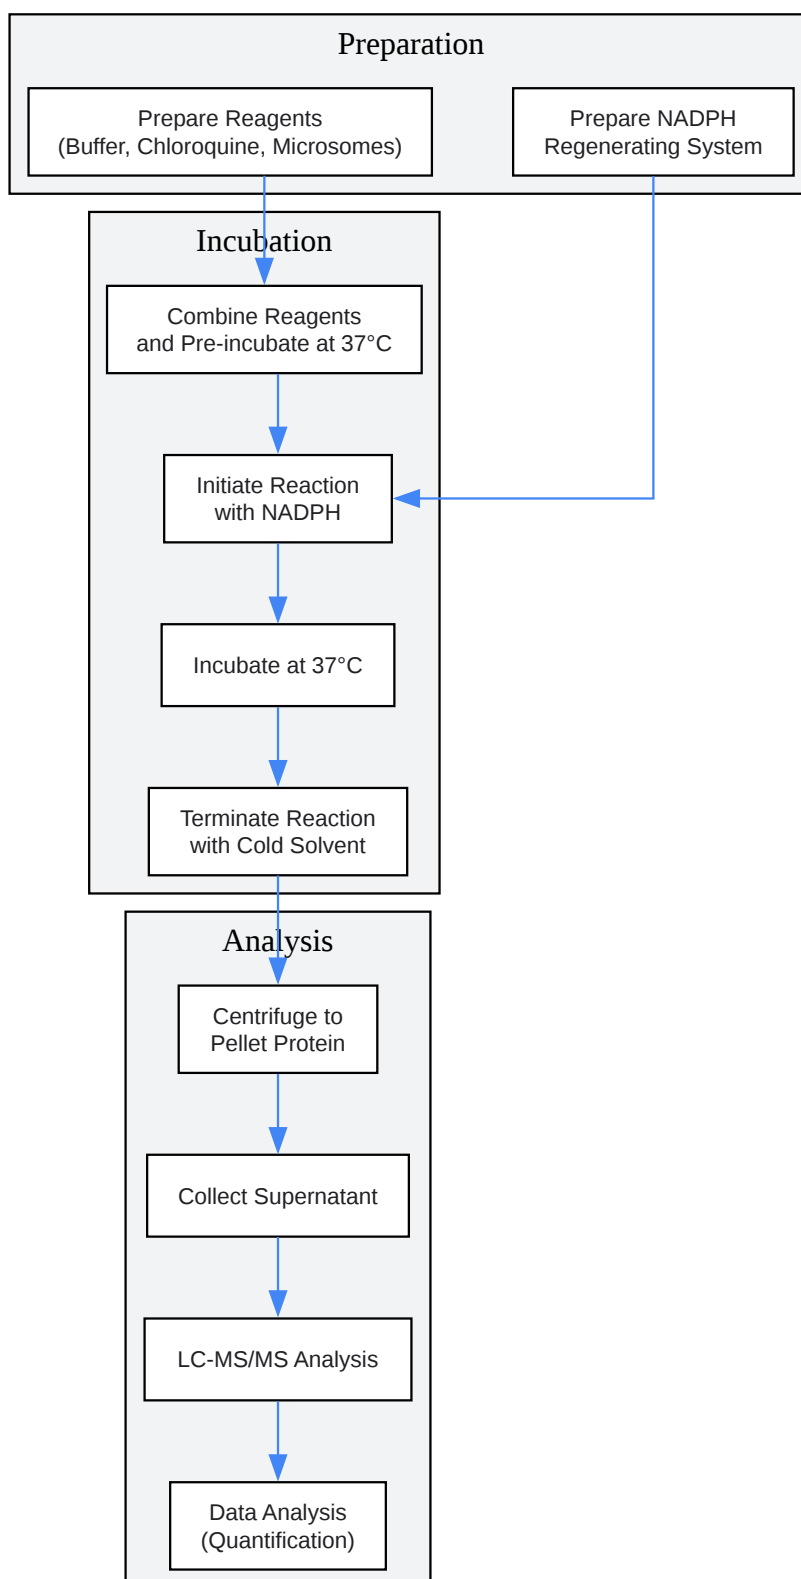 Preparation
Prepare Reagents
(Buffer, Chloroquine, Microsomes)
Prepare NADPH
Regenerating System
Incubation
Combine Reagents
and Pre-incubate at 37°C
Initiate Reaction
with NADPH
Incubate at 37°C
Terminate Reaction
with Cold Solvent
Analysis
Centrifuge to
Pellet Protein
Collect Supernatant
LC-MS/MS Analysis
Data Analysis
(Quantification)